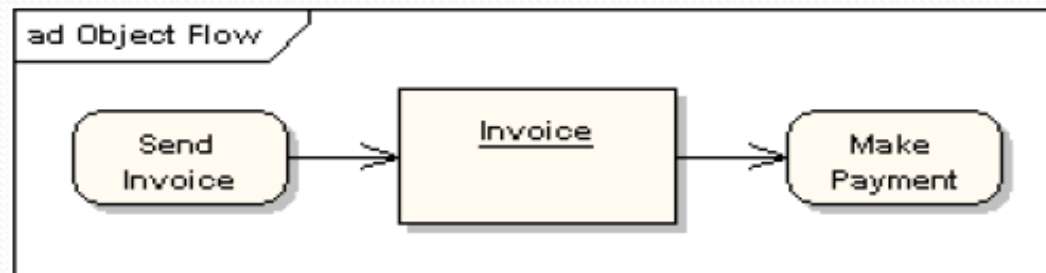 ad Object Flow
Send
Invoice
Invoice
Make
Payment